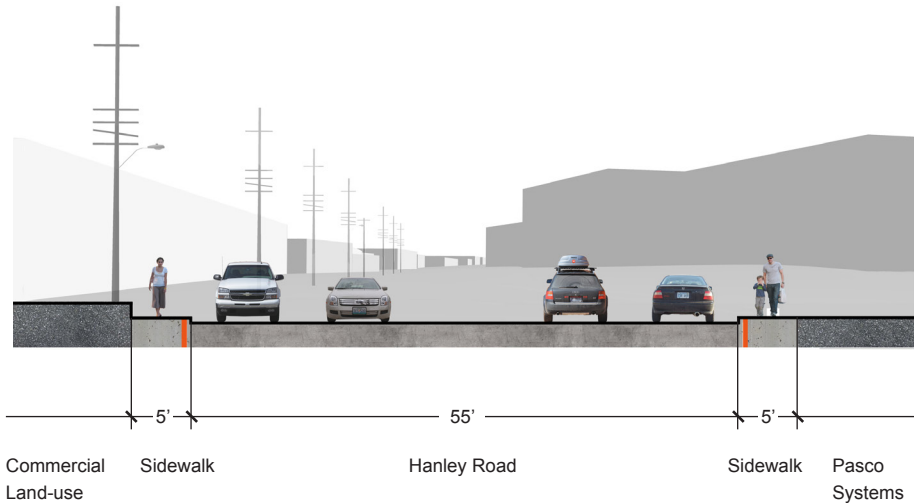 5’ 55’ 5’
Commercial Sidewalk Hanley Road Sidewalk Pasco
Land-use Systems